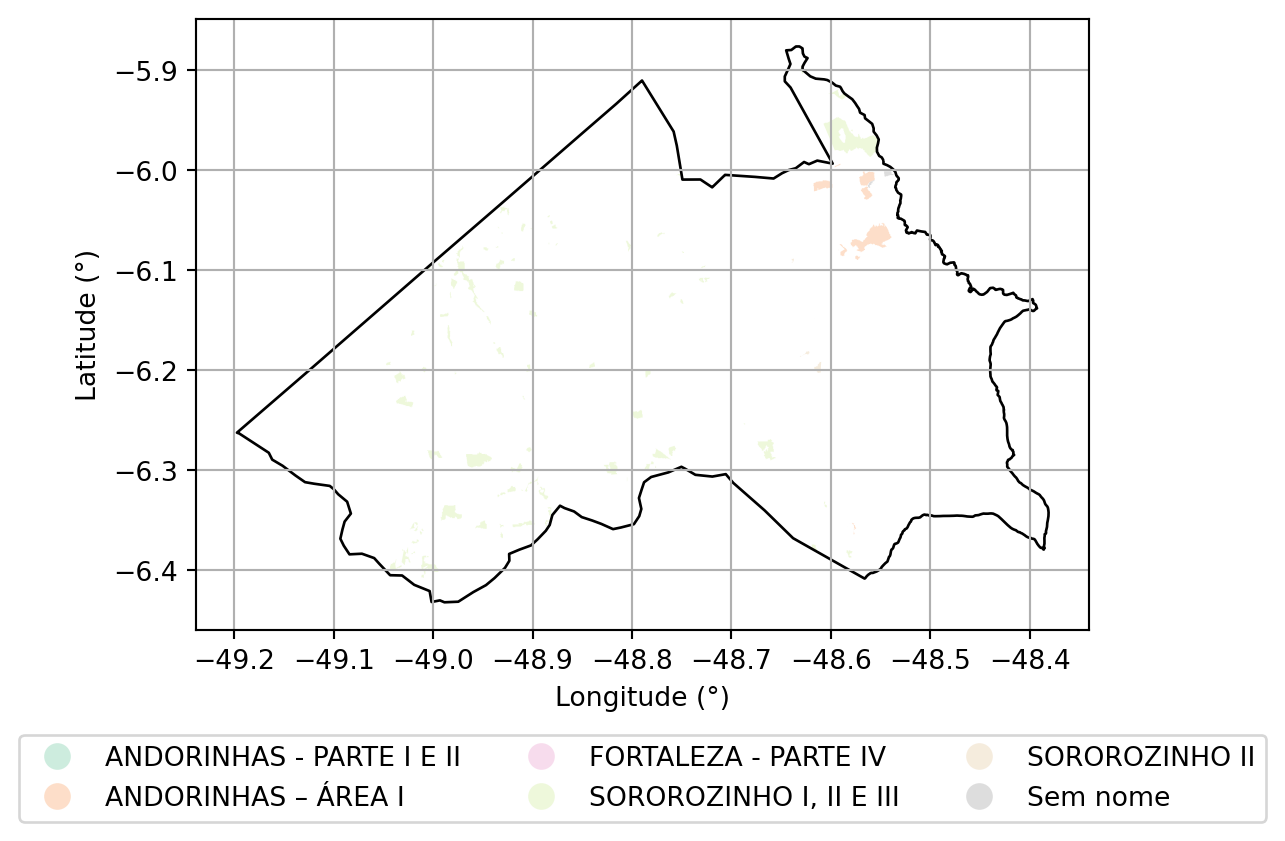 −5.9
−6.0
−6.1
−6.2
−6.3
−6.4
Latitude (°)
−49.2 −49.1 −49.0 −48.9 −48.8 −48.7 −48.6 −48.5 −48.4
Longitude (°)
ANDORINHAS - PARTE I E II FORTALEZA - PARTE IV SOROROZINHO II
ANDORINHAS – ÁREA I SOROROZINHO I, II E III Sem nome